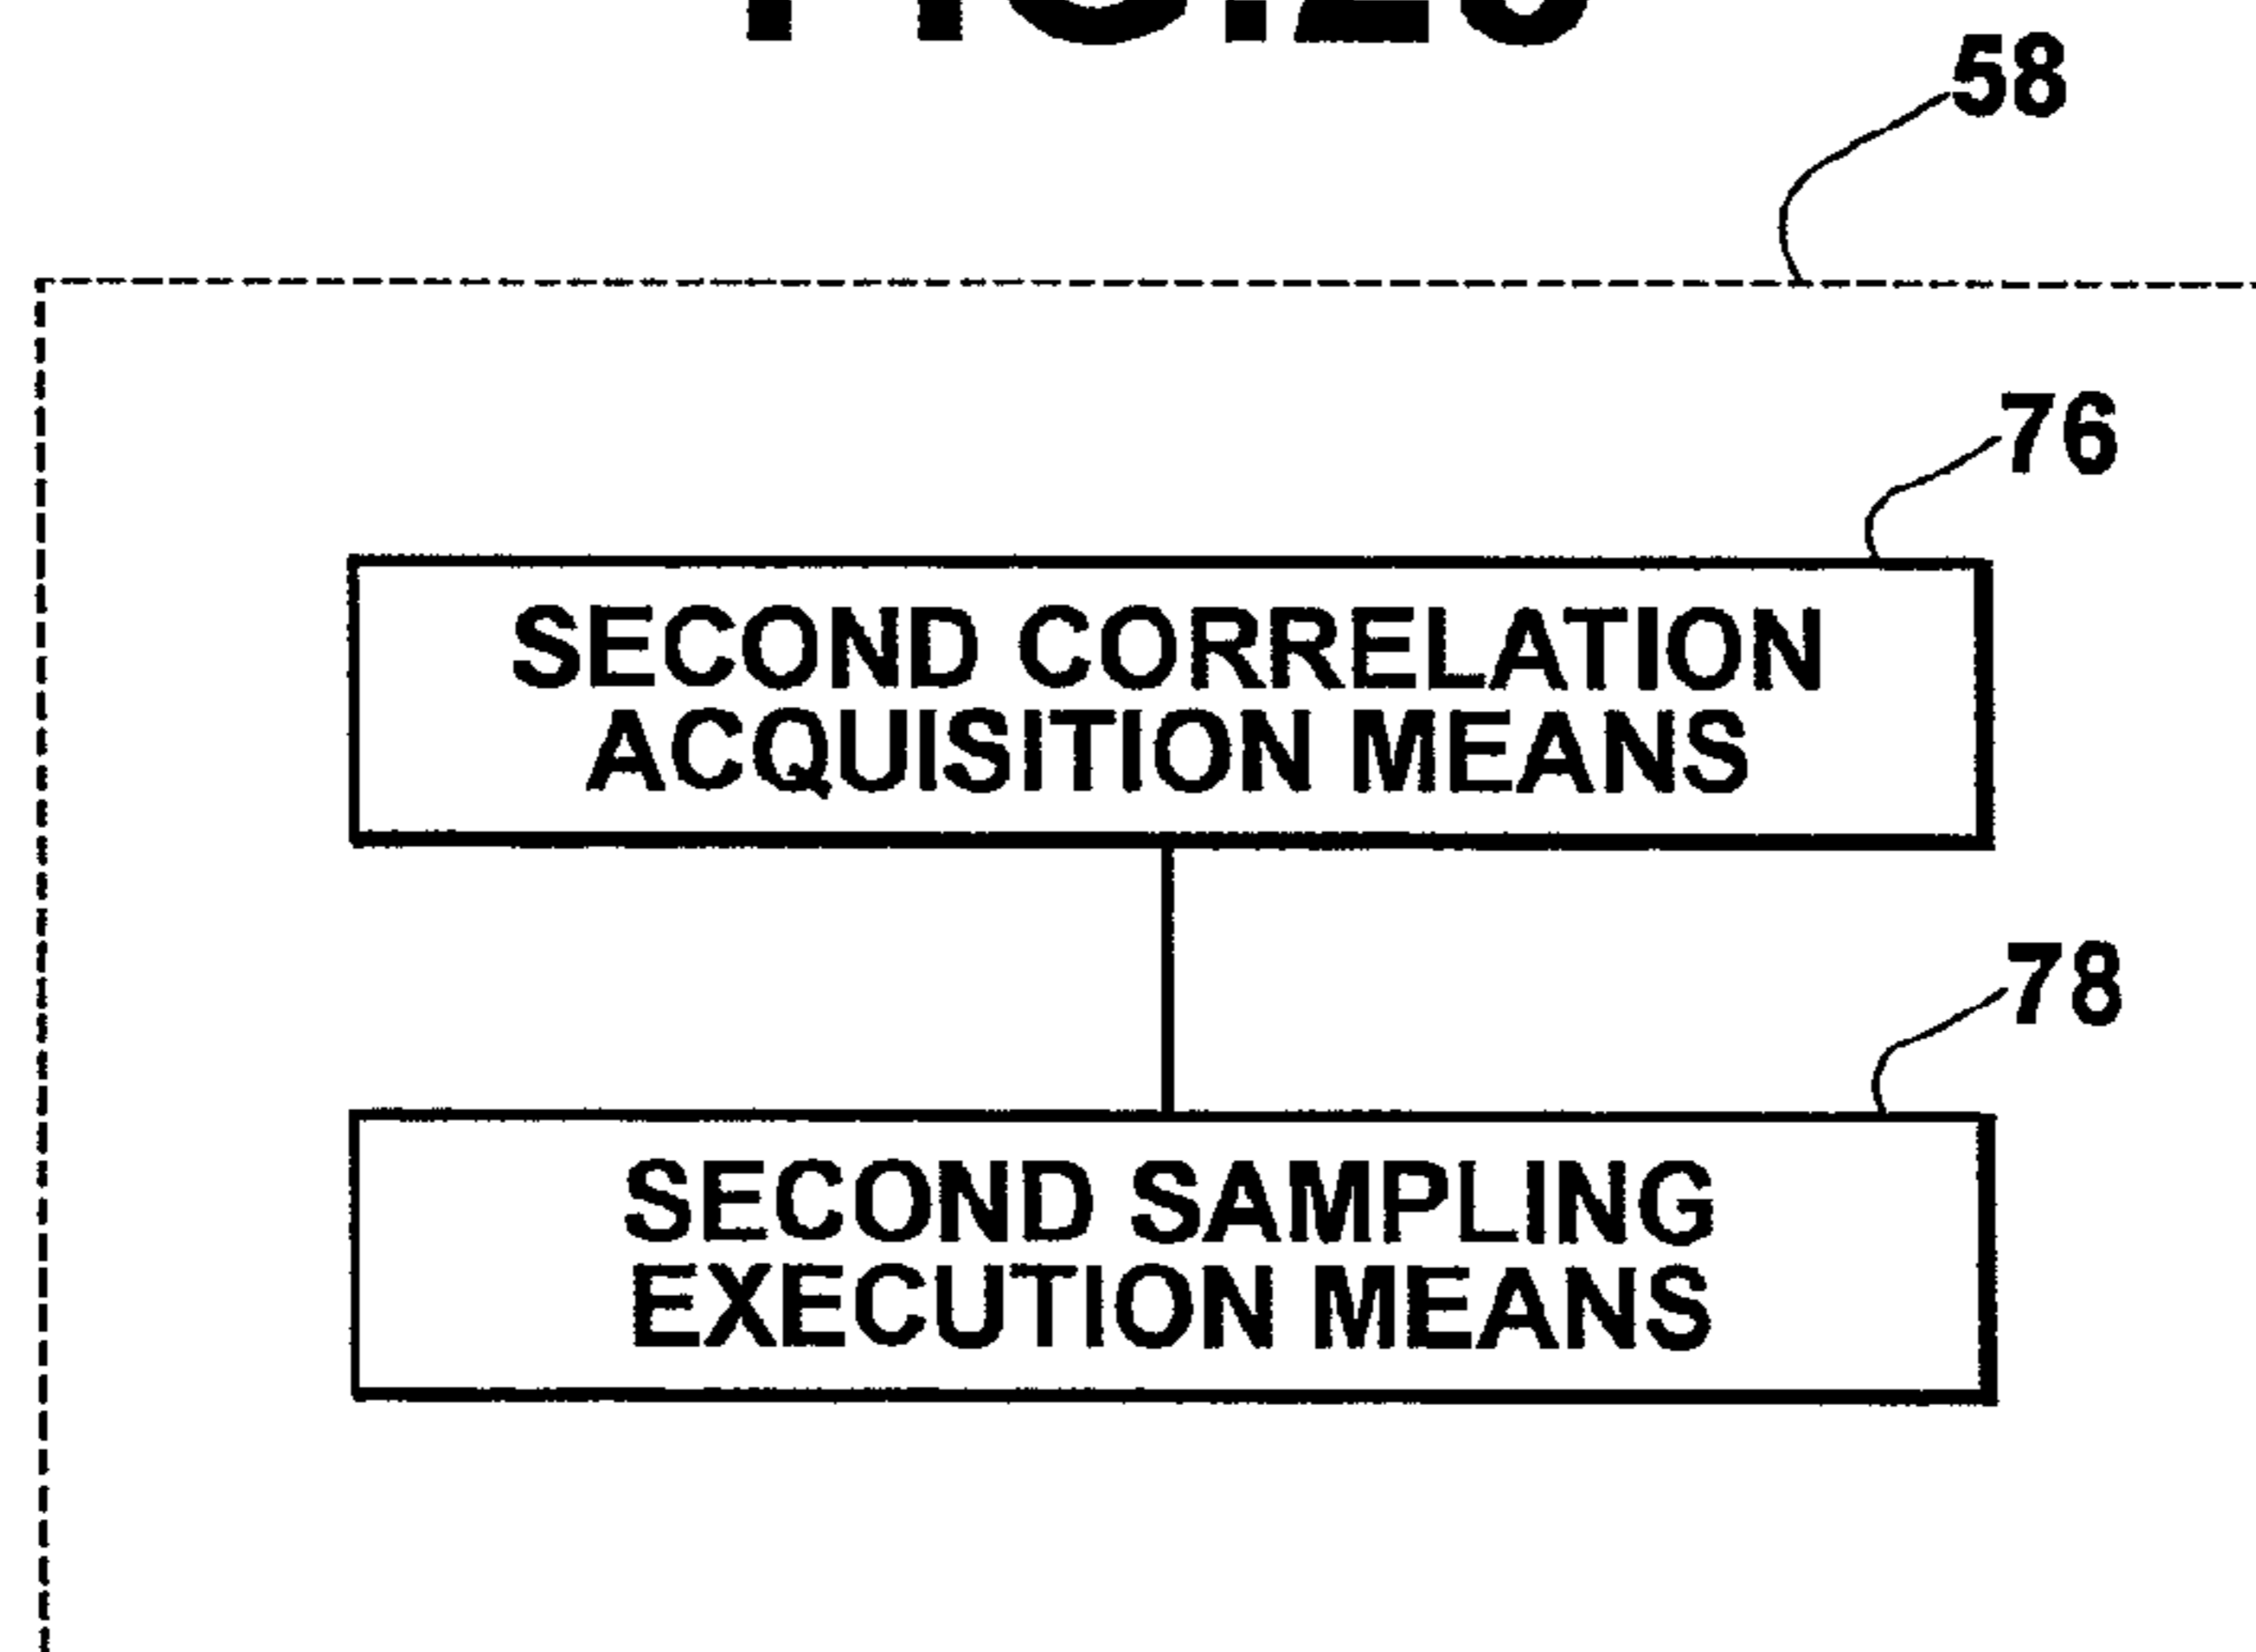 58
76
SECOND CORRELATION
ACQUISITION MEANS
78
SECOND SAMPLING
EXECUTION MEANS